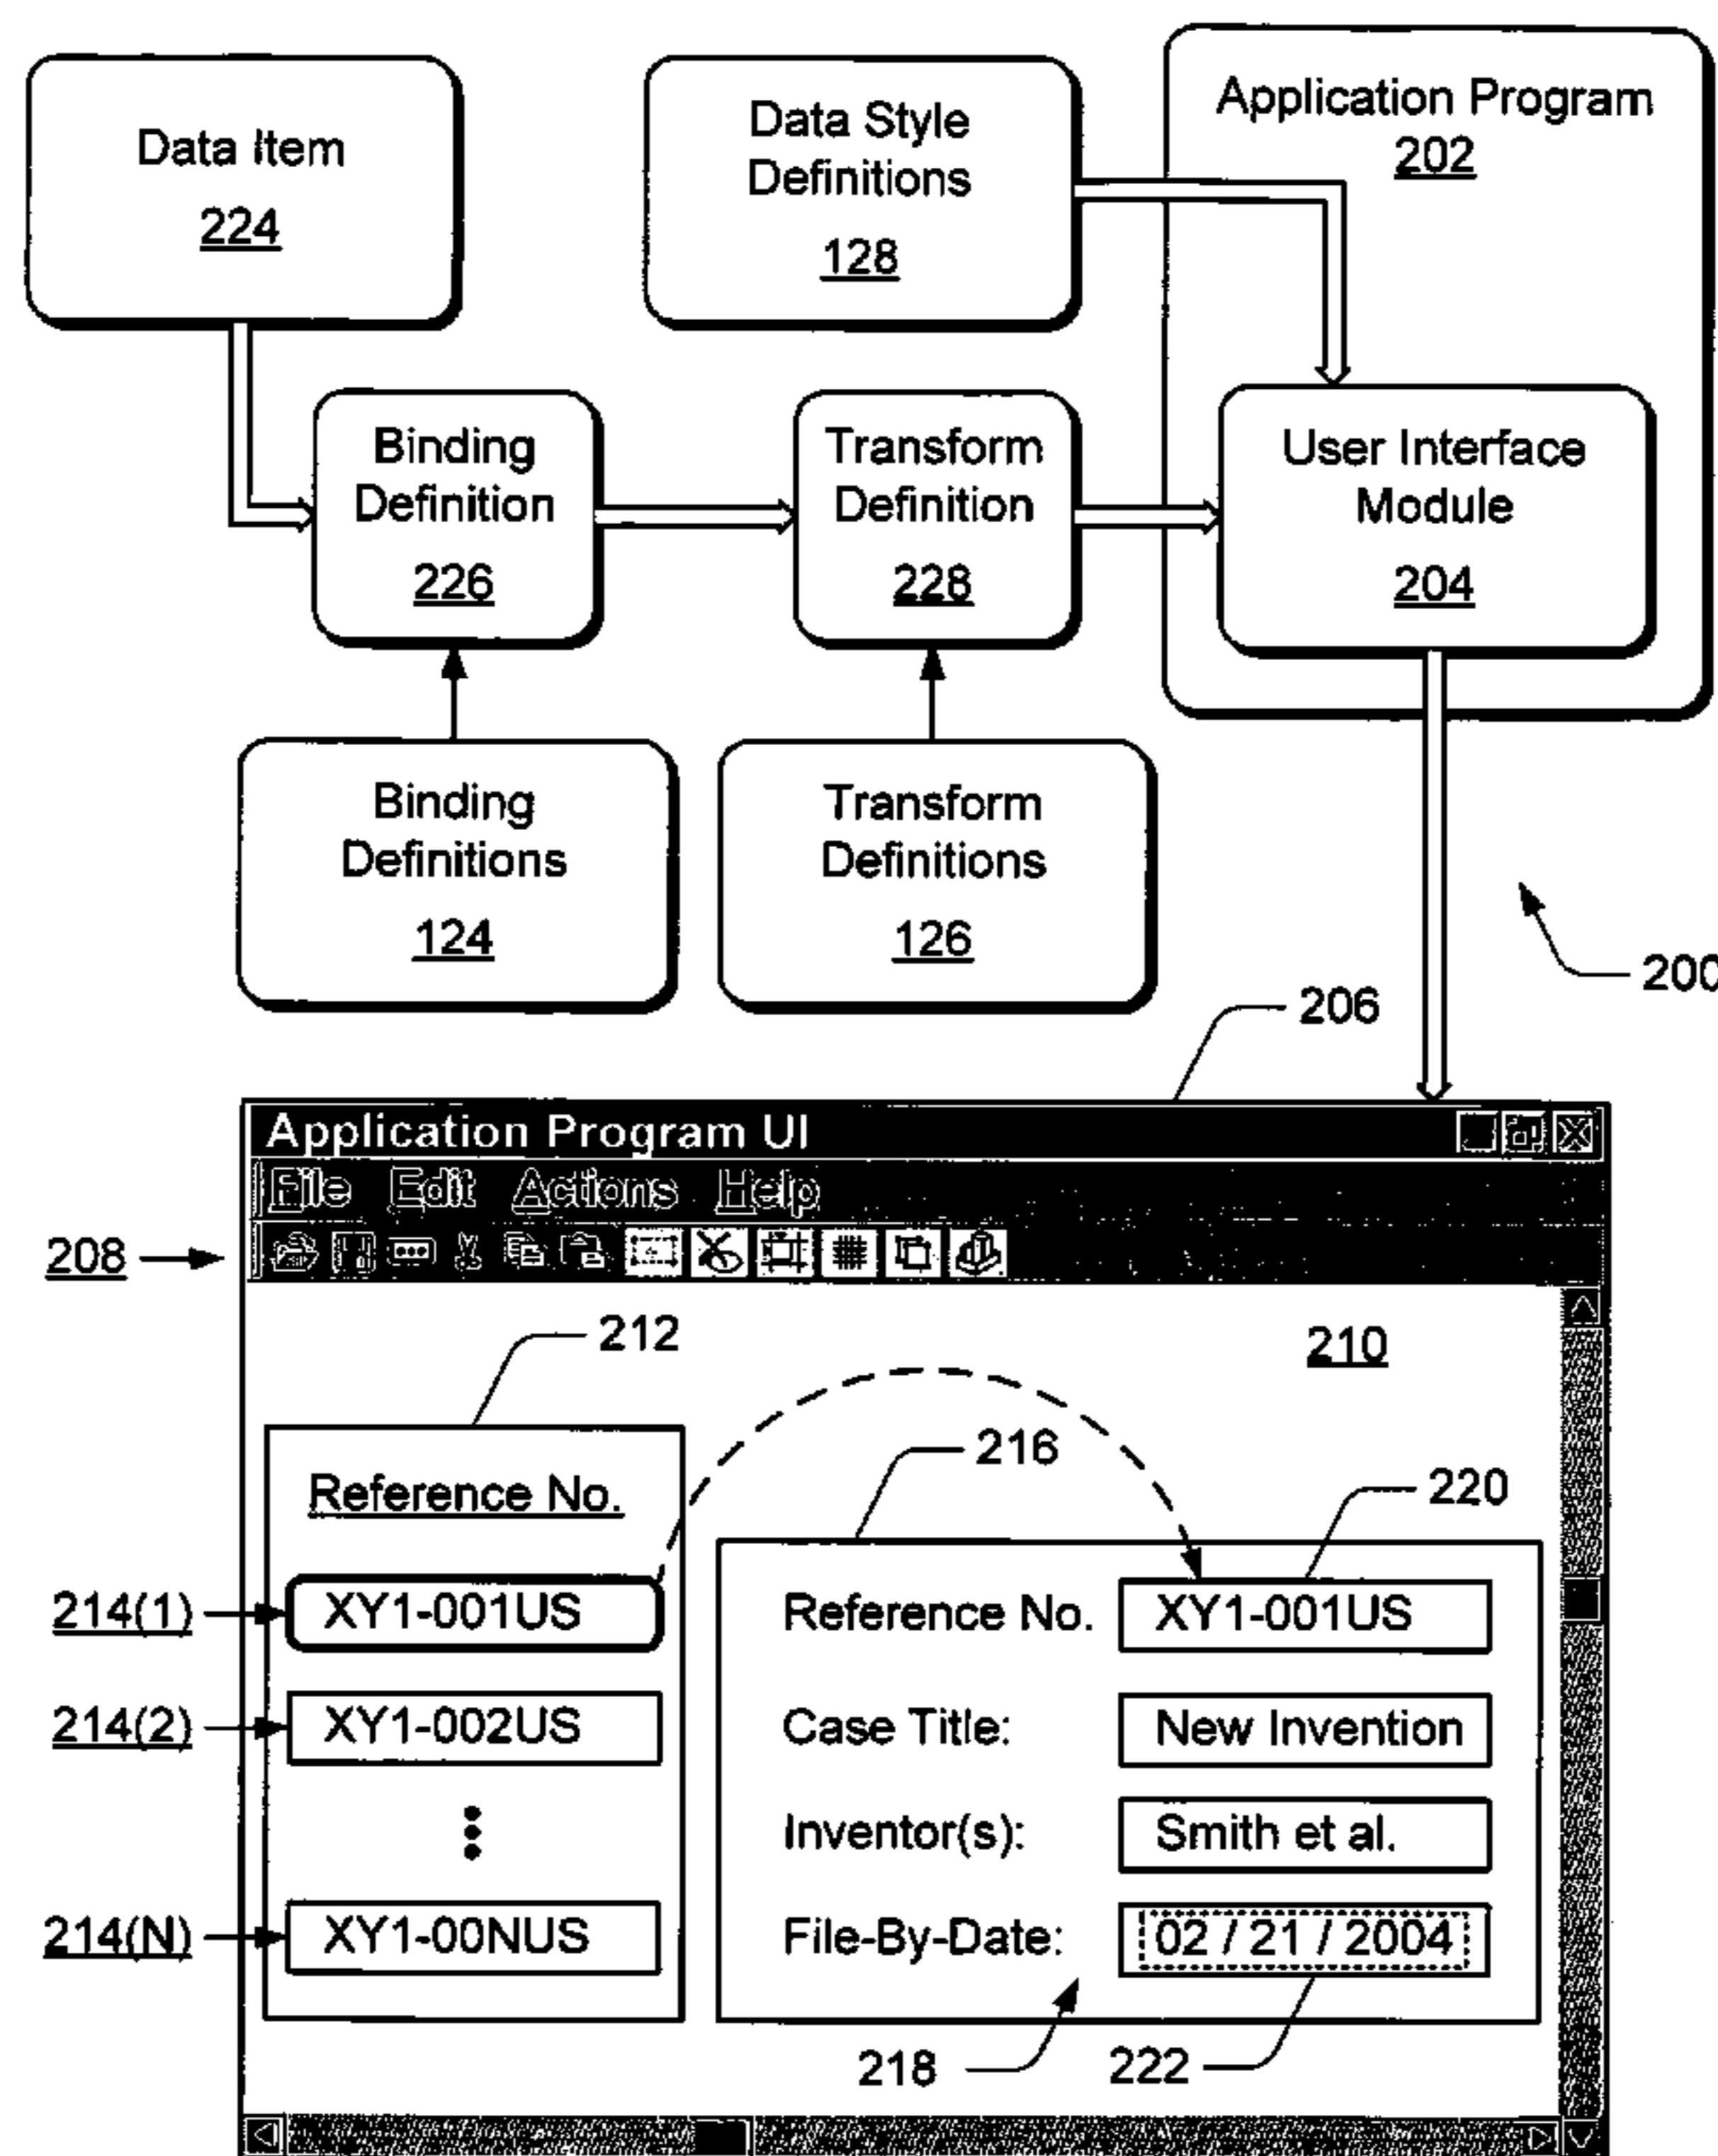 Data Item
224
Data Style
Definitions
128
Application Program
202
Binding
Definition
226
Transform
Definition
228
User Interface
Module
204
Binding
Definitions
124
Transform
Definitions
126
200
206
Application Program UI
File Edit Actions Help
208
212
210
216
220
Reference No.
214(1)
XY1-001US
214(2)
XY1-002US
214(N)
XY1-00NUS
Reference No. XY1-001US
Case Title: New Invention
Inventor(s): Smith et al.
File-By-Date: 02 / 21 / 2004
218
222